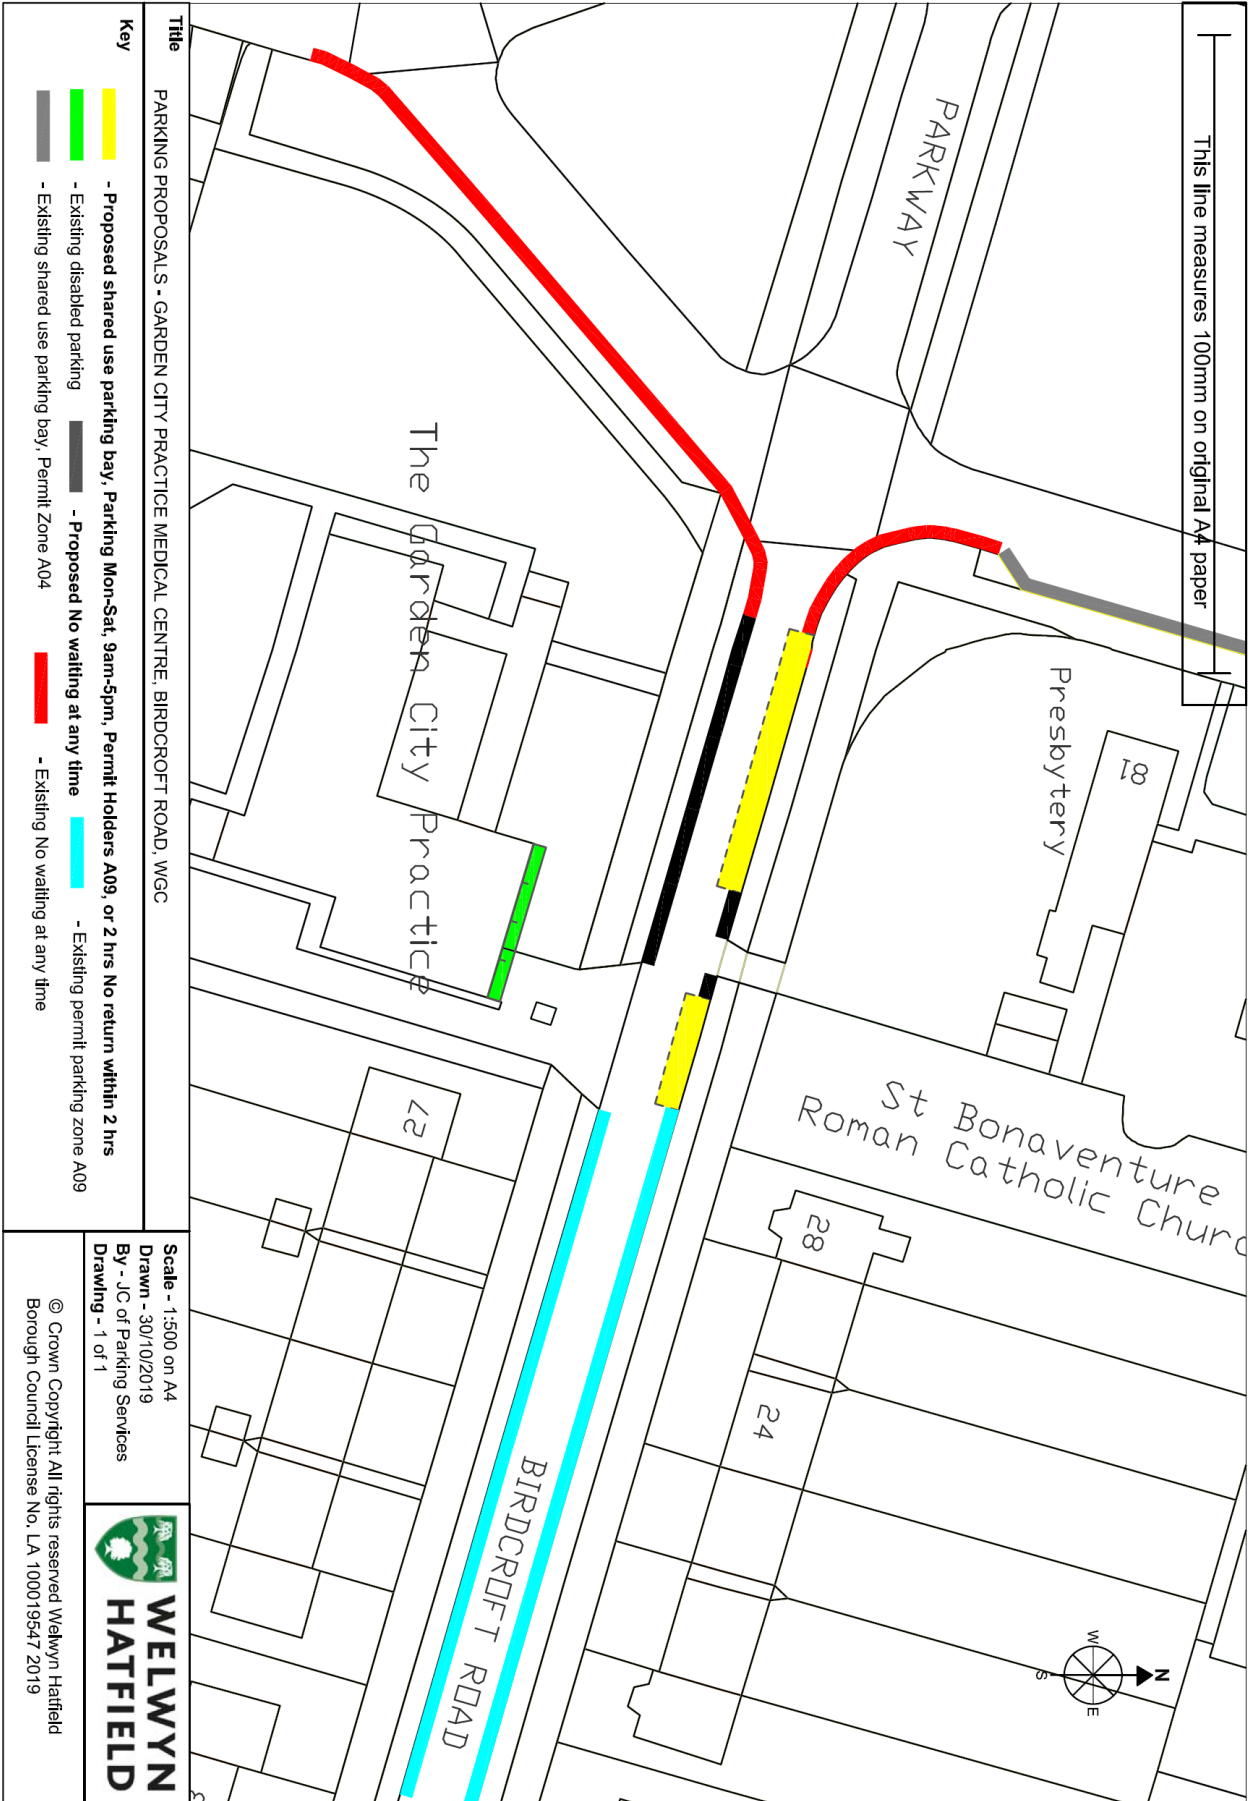 This line measures 100mm on original A4 paper
PARKWAY
Presbytery
81
The Garden City Practice
St Bonaventure
Roman Catholic Churc
27
28
24
BIRDCROFT ROAD
N
W
E
S
Title
PARKING PROPOSALS - GARDEN CITY PRACTICE MEDICAL CENTRE, BIRDCROFT ROAD, WGC
Key
- Proposed shared use parking bay, Parking Mon-Sat, 9am-5pm, Permit Holders A09, or 2 hrs No return within 2 hrs
- Existing disabled parking
- Proposed No waiting at any time
- Existing permit parking zone A09
- Existing shared use parking bay, Permit Zone A04
- Existing No waiting at any time
Scale - 1:500 on A4
Drawn - 30/10/2019
By - JC of Parking Services
Drawing - 1 of 1
WELWYN
HATFIELD
© Crown Copyright All rights reserved Welwyn Hatfield
Borough Council License No. LA 100019547 2019